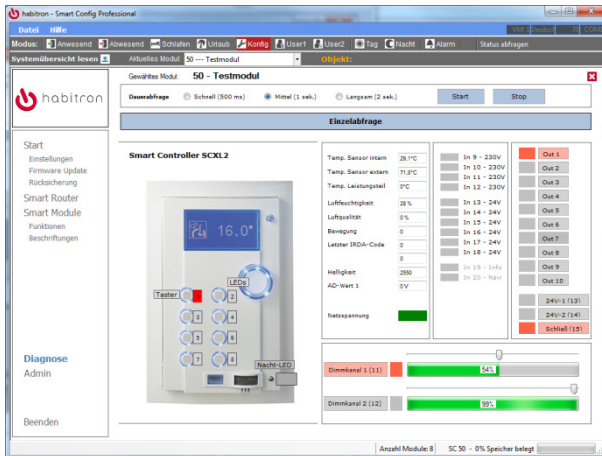 habitron - Smart Config Professional
Datei Hilfe
Modus: Anwesend Abwesend Schlafen Urlaub Konfig User1 User2 Tag Nacht Alarm Status abfragen
Systemübersicht lesen Aktuelles Modul: 50 --- Testmodul Objekt:
Gewähltes Modul: 50 - Testmodul
habitron
Dauerabfrage Schnell (500 ms) Mittel (1 sek.) Langsam (2 sek.) Start Stop
Einzelabfrage
Start
Einstellungen
Firmware Update
Rücksicherung
Smart Router
Smart Module
Funktionen
Beschriftungen
Diagnose
Admin
Beenden
Smart Controller SCXL2
16.0°
LEDs
Taster 1 2
3 4
5 6
7 8
Nacht-LED
Temp. Sensor intern 29,1°C
Temp. Sensor extern 71,8°C
Temp. Leistungsteil 0°C
Luftfeuchtigkeit 28 %
Luftqualität 0 %
Bewegung 0
Letzter IRDA-Code 0
0
Helligkeit 2550
AD-Wert 1 0 V
Netzspannung
In 9 - 230V
In 10 - 230V
In 11 - 230V
In 12 - 230V
In 13 - 24V
In 14 - 24V
In 15 - 24V
In 16 - 24V
In 17 - 24V
In 18 - 24V
In 19 - Info
In 20 - Navi
Out 1
Out 2
Out 3
Out 4
Out 5
Out 6
Out 7
Out 8
Out 9
Out 10
24V-1 (13)
24V-2 (14)
Schließ (15)
Dimmkanal 1 (11) 54%
Dimmkanal 2 (12) 99%
Anzahl Module: 8 SC 50 - 0% Speicher belegt